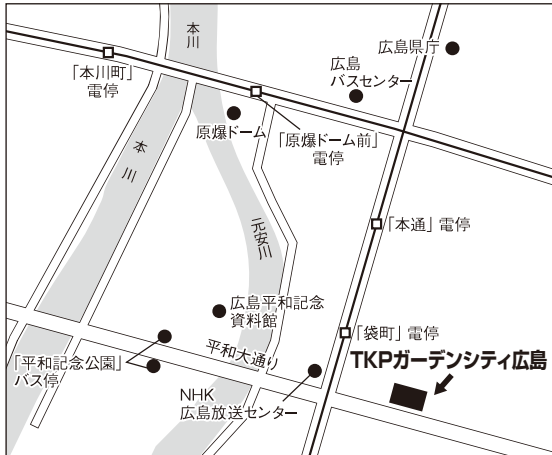 本川
広島県庁
広島
バスセンター
「本川町」
電停
原爆ドーム
「原爆ドーム前」
電停
本川
「本通」電停
元安川
広島平和記念
資料館
「袋町」電停
平和大通り
「平和記念公園」
バス停
TKPガーデンシティ広島
NHK
広島放送センター